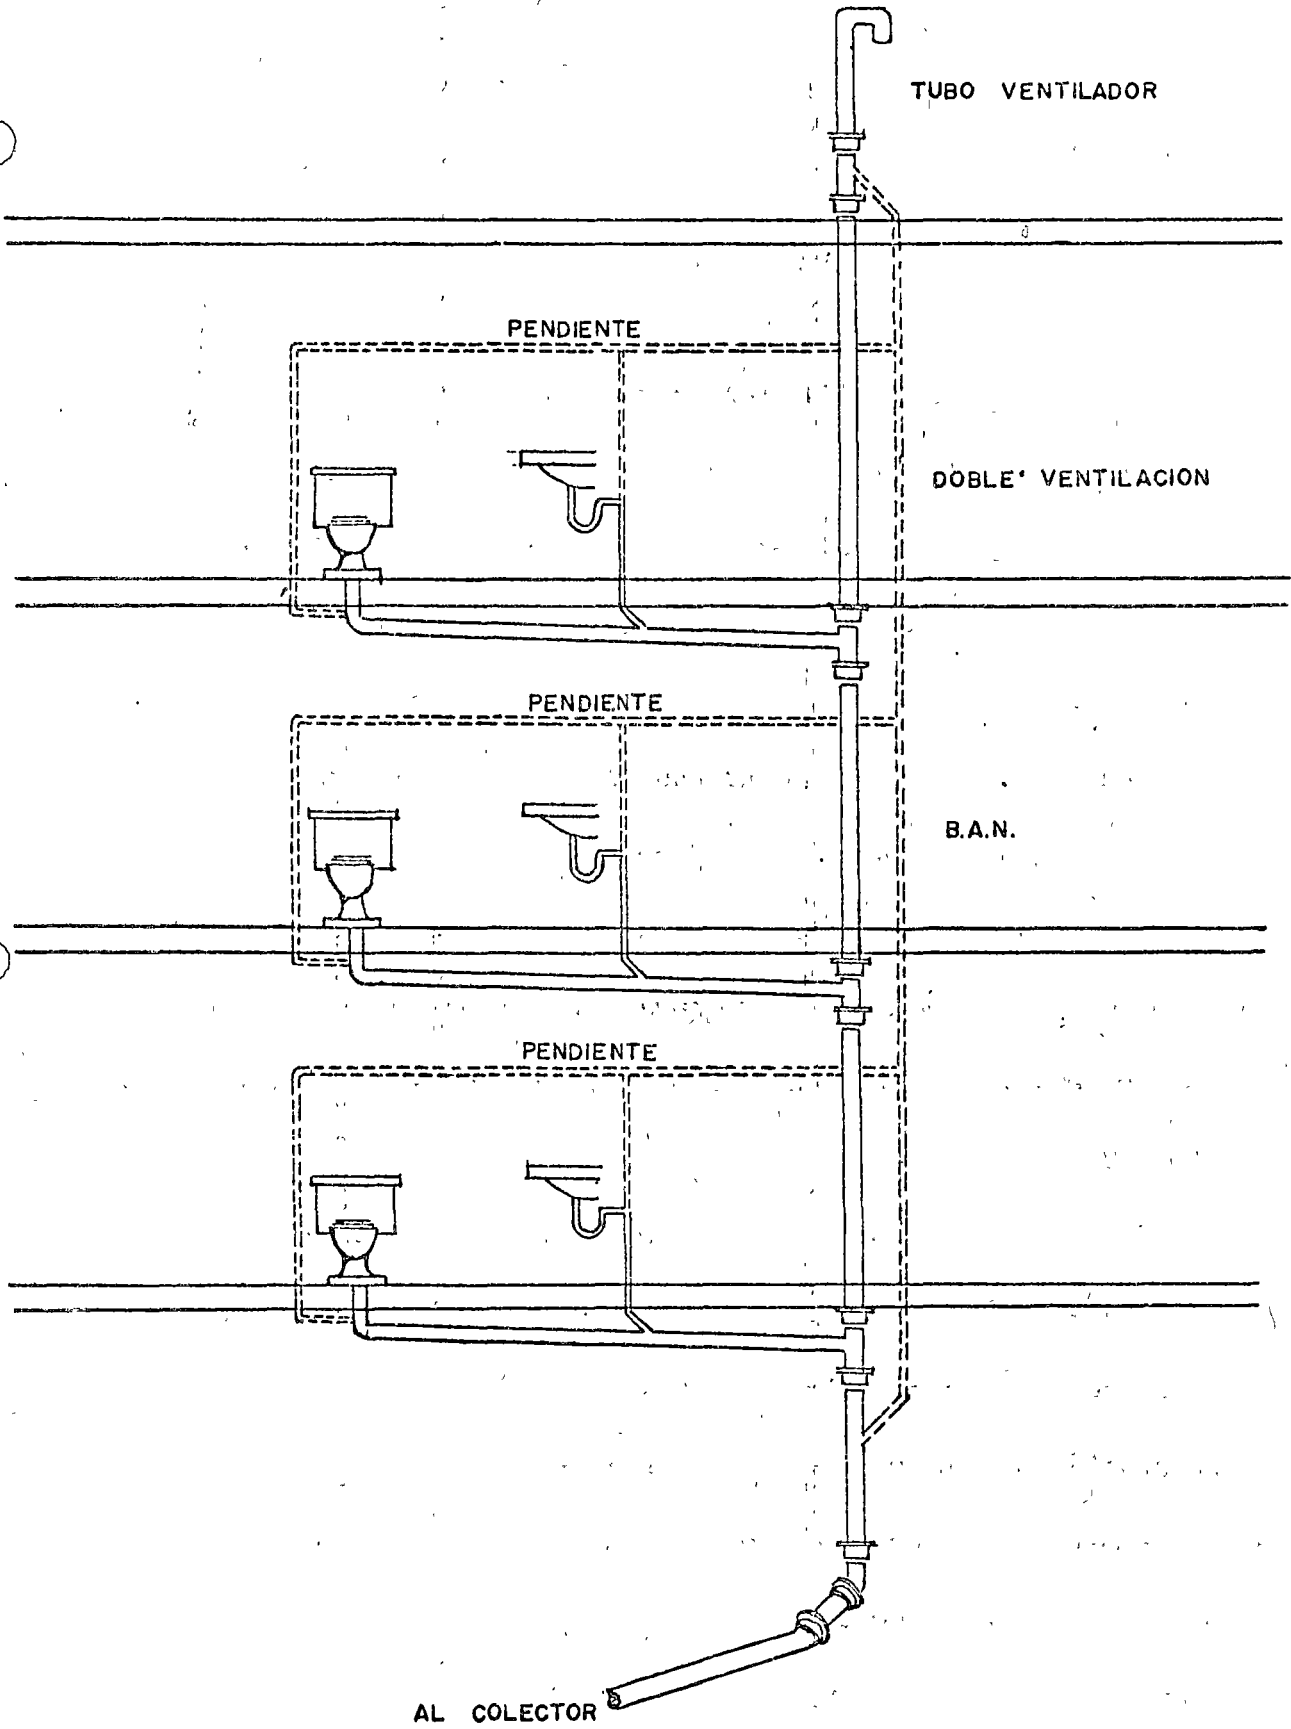 TUBO VENTILADOR
PENDIENTE
DOBLE VENTILACION
PENDIENTE
B.A.N.
PENDIENTE
AL COLECTOR